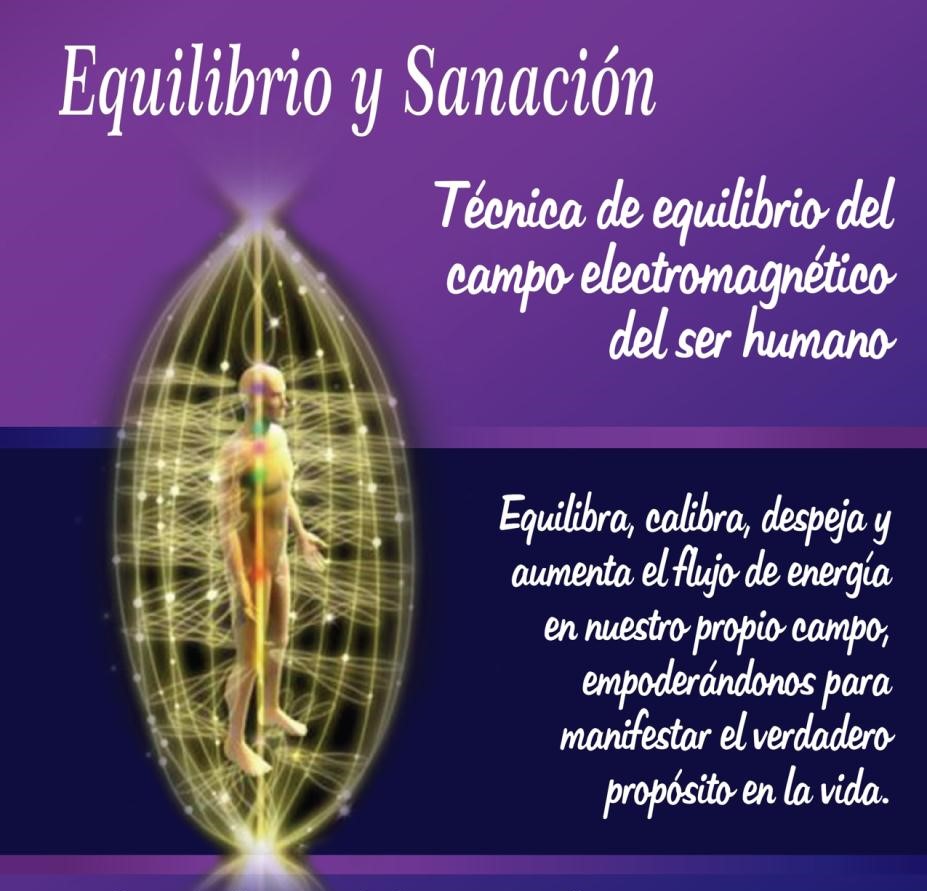 Equilibrio y Sanación
Técnica de equilibrio del
campo electromagnético
del ser humano
Equilibra, calibra, despeja y
aumenta el flujo de energía
en nuestro propio campo,
empoderándonos para
manifestar el verdadero
propósito en la vida.